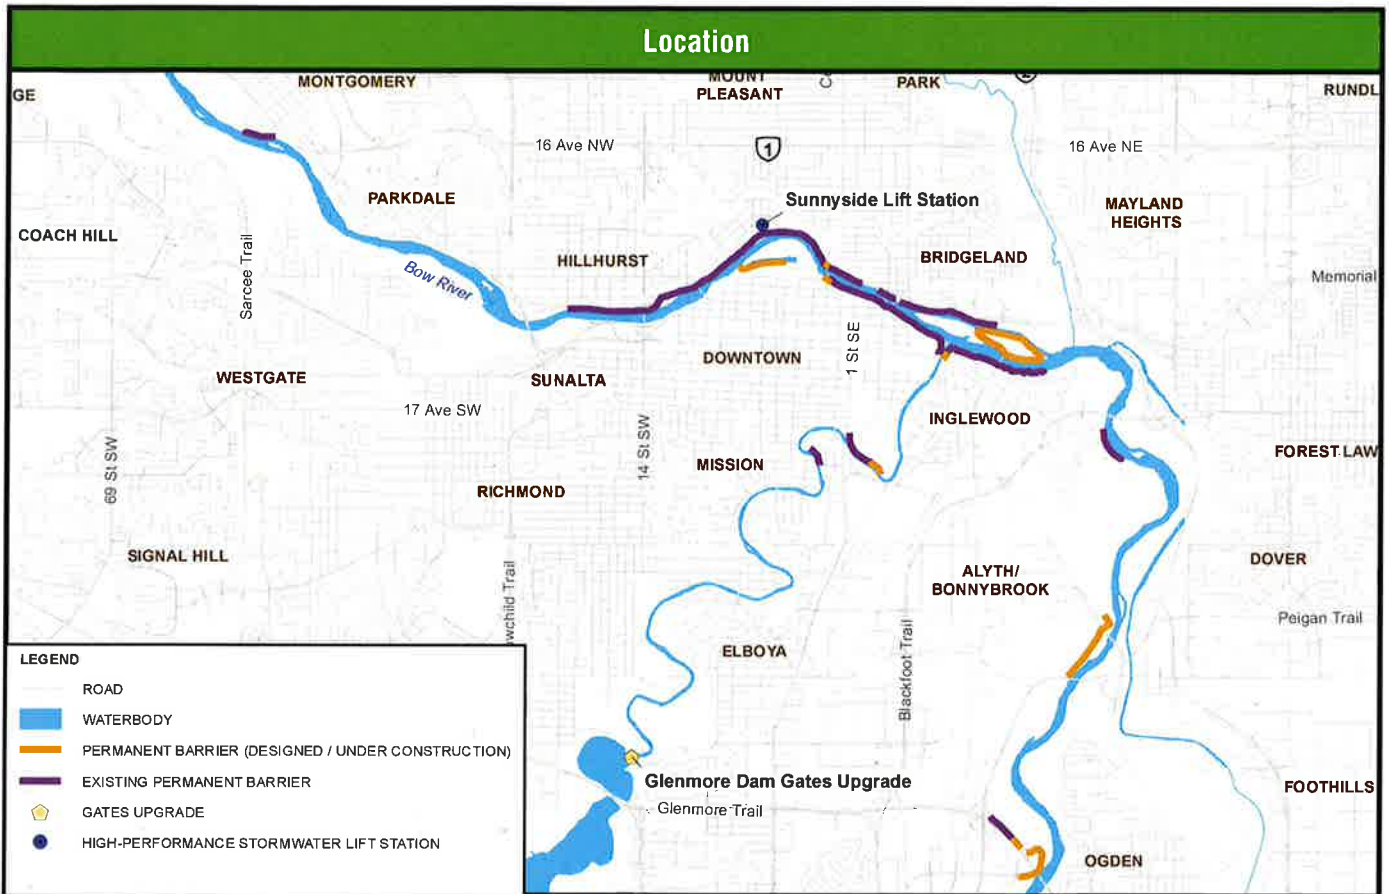 Location
MONTGOMERY
MOUNT
PLEASANT
PARK
GE
RUNDL
16 Ave NW
1
16 Ave NE
PARKDALE
Sunnyside Lift Station
MAYLAND
HEIGHTS
COACH HILL
Sarcee Trail
Bow River
HILLHURST
BRIDGELAND
Memorial
1 St SE
DOWNTOWN
WESTGATE
SUNALTA
17 Ave SW
INGLEWOOD
69 St SW
14 St SW
MISSION
FOREST LAW
RICHMOND
SIGNAL HILL
DOVER
ALYTH/
BONNYBROOK
wchild Trail
Peigan Trail
ELBOYA
Blackfoot Trail
Glenmore Dam Gates Upgrade
Glenmore Trail
FOOTHILLS
OGDEN
LEGEND
ROAD
WATERBODY
PERMANENT BARRIER (DESIGNED / UNDER CONSTRUCTION)
EXISTING PERMANENT BARRIER
GATES UPGRADE
HIGH-PERFORMANCE STORMWATER LIFT STATION